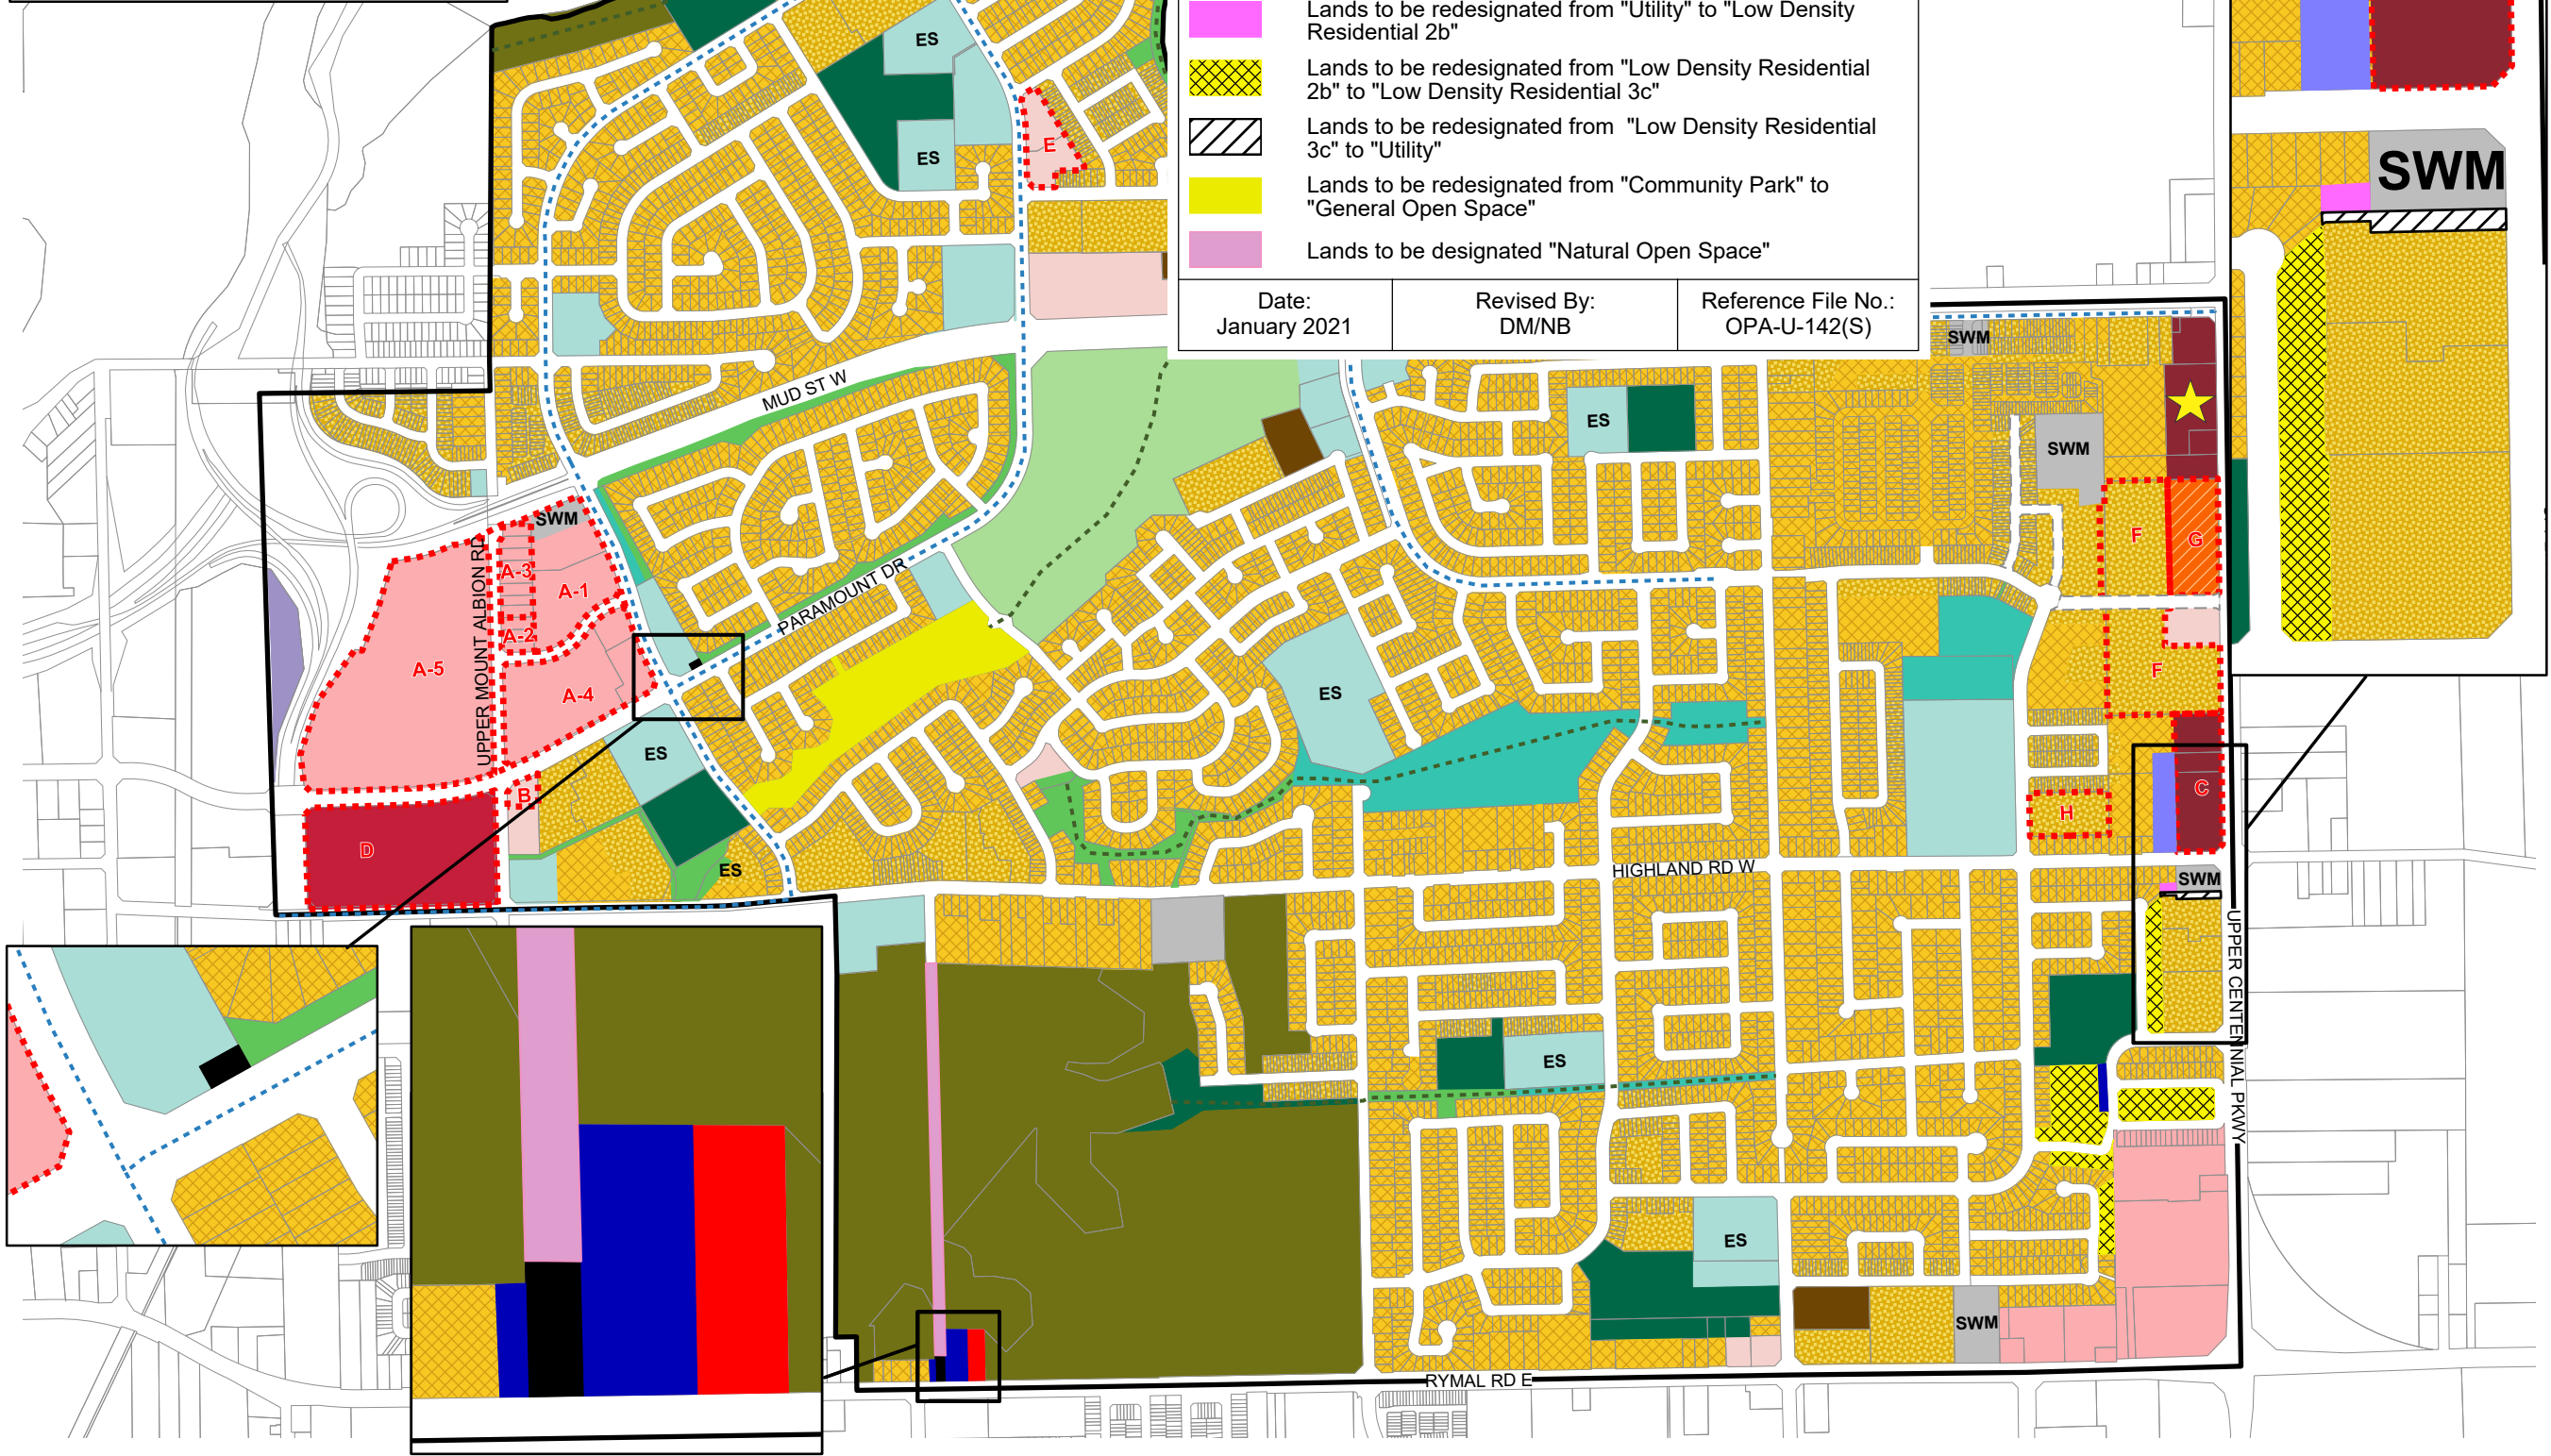 Lands to be redesignated from "Utility" to "Low Density
Residential 2b"
Lands to be redesignated from "Low Density Residential
2b" to "Low Density Residential 3c"
Lands to be redesignated from "Low Density Residential
3c" to "Utility"
Lands to be redesignated from "Community Park" to
"General Open Space"
Lands to be designated "Natural Open Space"
Date:
January 2021
Revised By:
DM/NB
Reference File No.:
OPA-U-142(S)
ES
ES
E
SWM
SWM
MUD ST W
ES
SWM
SWM
A-3
A-1
A-2
A-5
A-4
UPPER MOUNT ALBION RD
PARAMOUNT DR
F
G
F
ES
ES
B
D
ES
C
H
HIGHLAND RD W
SWM
UPPER CENTENNIAL PKWY
ES
ES
SWM
RYMAL RD E